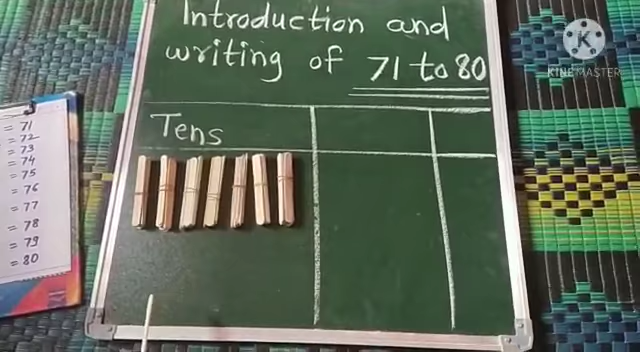 Introduction and
writing of 71 to 80
KINEMASTER
Tens
= 71
= 72
= 73
= 74
= 75
= 76
= 77
= 78
= 79
= 80